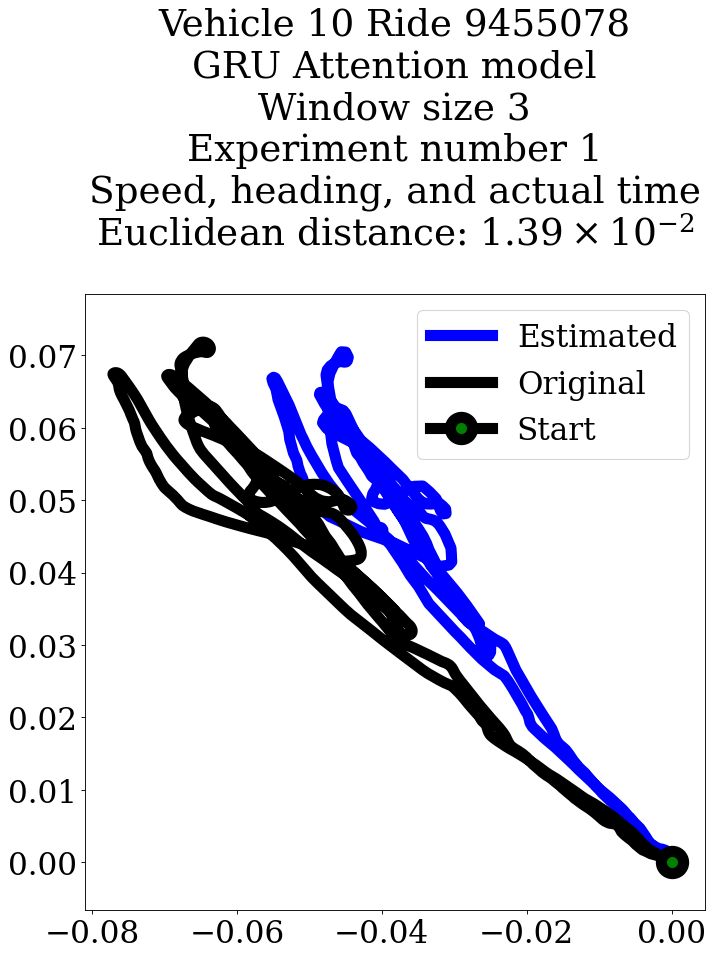 Vehicle 10 Ride 9455078
GRU Attention model
Window size 3
Experiment number 1
Speed, heading, and actual time
Euclidean distance: 1.39 × 10⁻²
Estimated
Original
Start
0.07
0.06
0.05
0.04
0.03
0.02
0.01
0.00
−0.08 −0.06 −0.04 −0.02 0.00